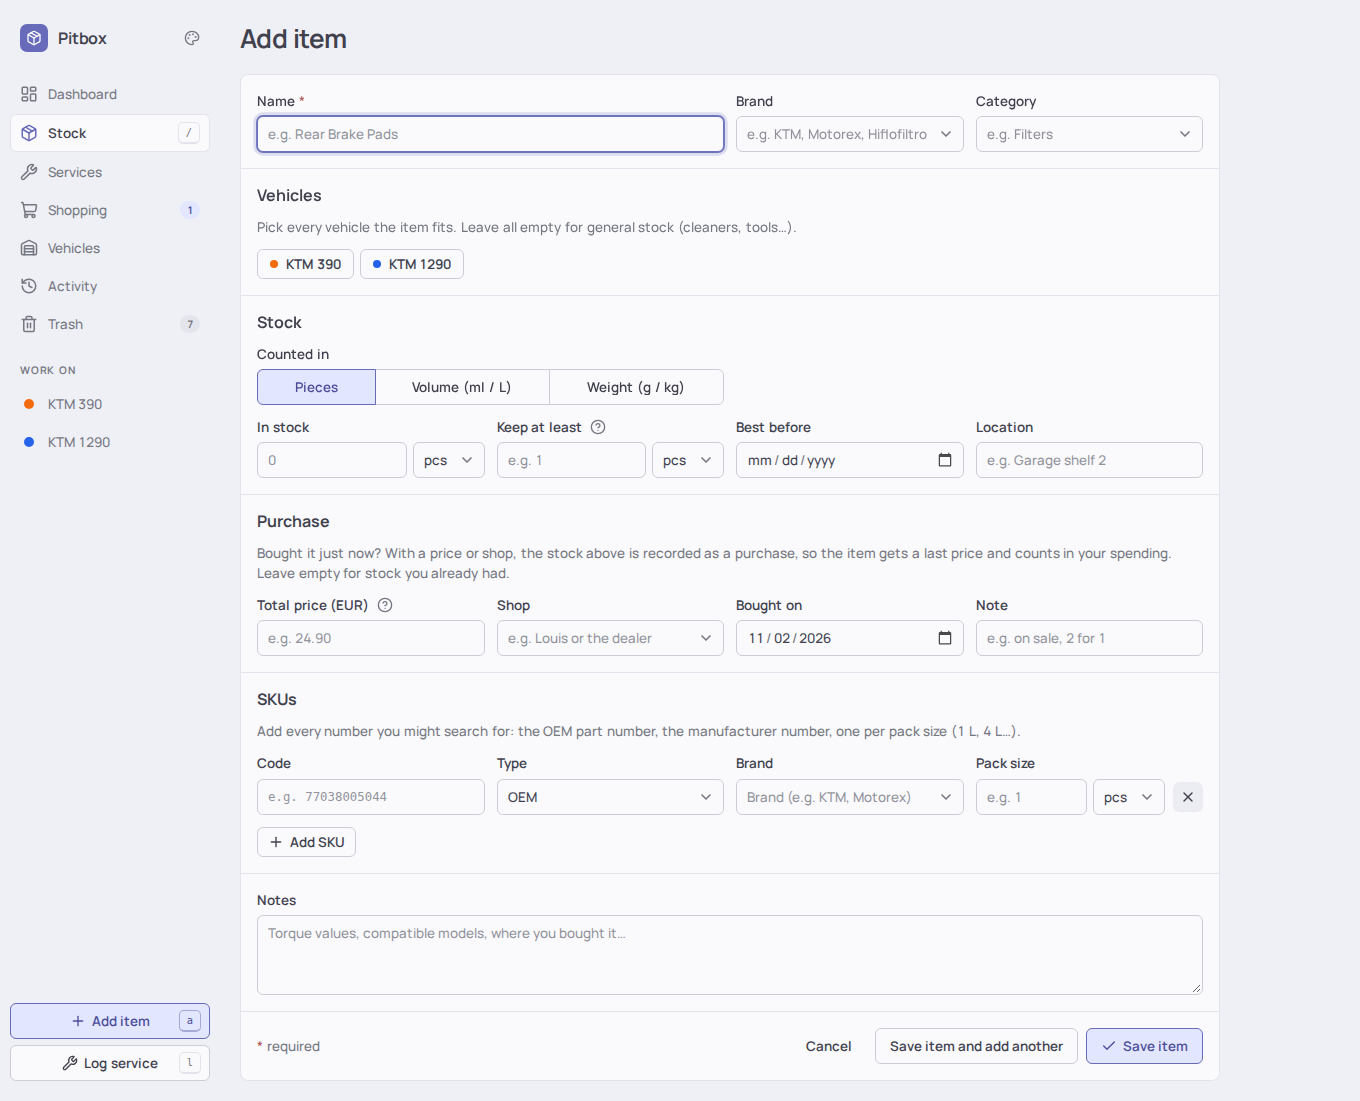 Pitbox
Dashboard
Stock /
Services
Shopping 1
Vehicles
Activity
Trash 7
WORK ON
KTM 390
KTM 1290
Add item a
Log service l
Add item
Name * Brand Category
e.g. Rear Brake Pads e.g. KTM, Motorex, Hiflofiltro e.g. Filters
Vehicles
Pick every vehicle the item fits. Leave all empty for general stock (cleaners, tools…).
KTM 390 KTM 1290
Stock
Counted in
Pieces Volume (ml / L) Weight (g / kg)
In stock Keep at least Best before Location
0 pcs e.g. 1 pcs mm/dd/yyyy e.g. Garage shelf 2
Purchase
Bought it just now? With a price or shop, the stock above is recorded as a purchase, so the item gets a last price and counts in your spending.
Leave empty for stock you already had.
Total price (EUR) Shop Bought on Note
e.g. 24.90 e.g. Louis or the dealer 11/02/2026 e.g. on sale, 2 for 1
SKUs
Add every number you might search for: the OEM part number, the manufacturer number, one per pack size (1 L, 4 L…).
Code Type Brand Pack size
e.g. 77038005044 OEM Brand (e.g. KTM, Motorex) e.g. 1 pcs
Add SKU
Notes
Torque values, compatible models, where you bought it…
* required Cancel Save item and add another Save item